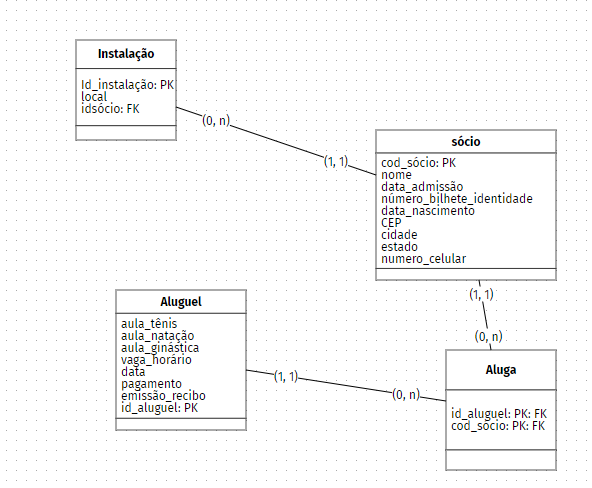 Instalação
Id_instalação: PK
local
idsócio: FK
(0, n)
(1, 1)
sócio
cod_sócio: PK
nome
data_admissão
número_bilhete_identidade
data_nascimento
CEP
cidade
estado
numero_celular
(1, 1)
(0, n)
Aluguel
aula_tênis
aula_natação
aula_ginástica
vaga_horário
data
pagamento
emissão_recibo
id_aluguel: PK
(1, 1)
(0, n)
Aluga
id_aluguel: PK: FK
cod_sócio: PK: FK